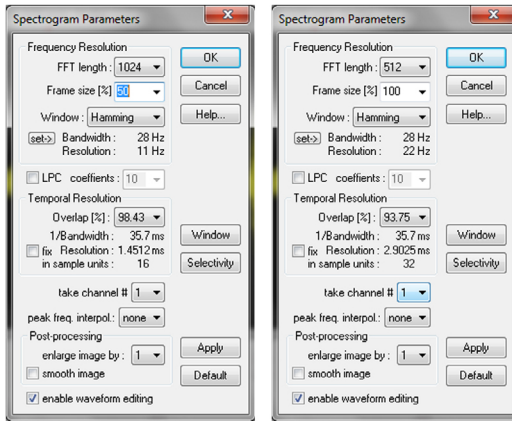 Spectrogram Parameters
Frequency Resolution
FFT length : 1024
Frame size [%] 50
Window : Hamming
set-> Bandwidth : 28 Hz
Resolution : 11 Hz
LPC coeffients : 10
Temporal Resolution
Overlap [%] : 98.43
1/Bandwidth : 35.7 ms
fix Resolution : 1.4512 ms
in sample units : 16
take channel # 1
peak freq. interpol.: none
Post-processing
enlarge image by : 1
smooth image
enable waveform editing
OK
Cancel
Help...
Window
Selectivity
Apply
Default
Spectrogram Parameters
Frequency Resolution
FFT length : 512
Frame size [%] 100
Window : Hamming
set-> Bandwidth : 28 Hz
Resolution : 22 Hz
LPC coeffients : 10
Temporal Resolution
Overlap [%] : 93.75
1/Bandwidth : 35.7 ms
fix Resolution : 2.9025 ms
in sample units : 32
take channel # 1
peak freq. interpol.: none
Post-processing
enlarge image by : 1
smooth image
enable waveform editing
OK
Cancel
Help...
Window
Selectivity
Apply
Default